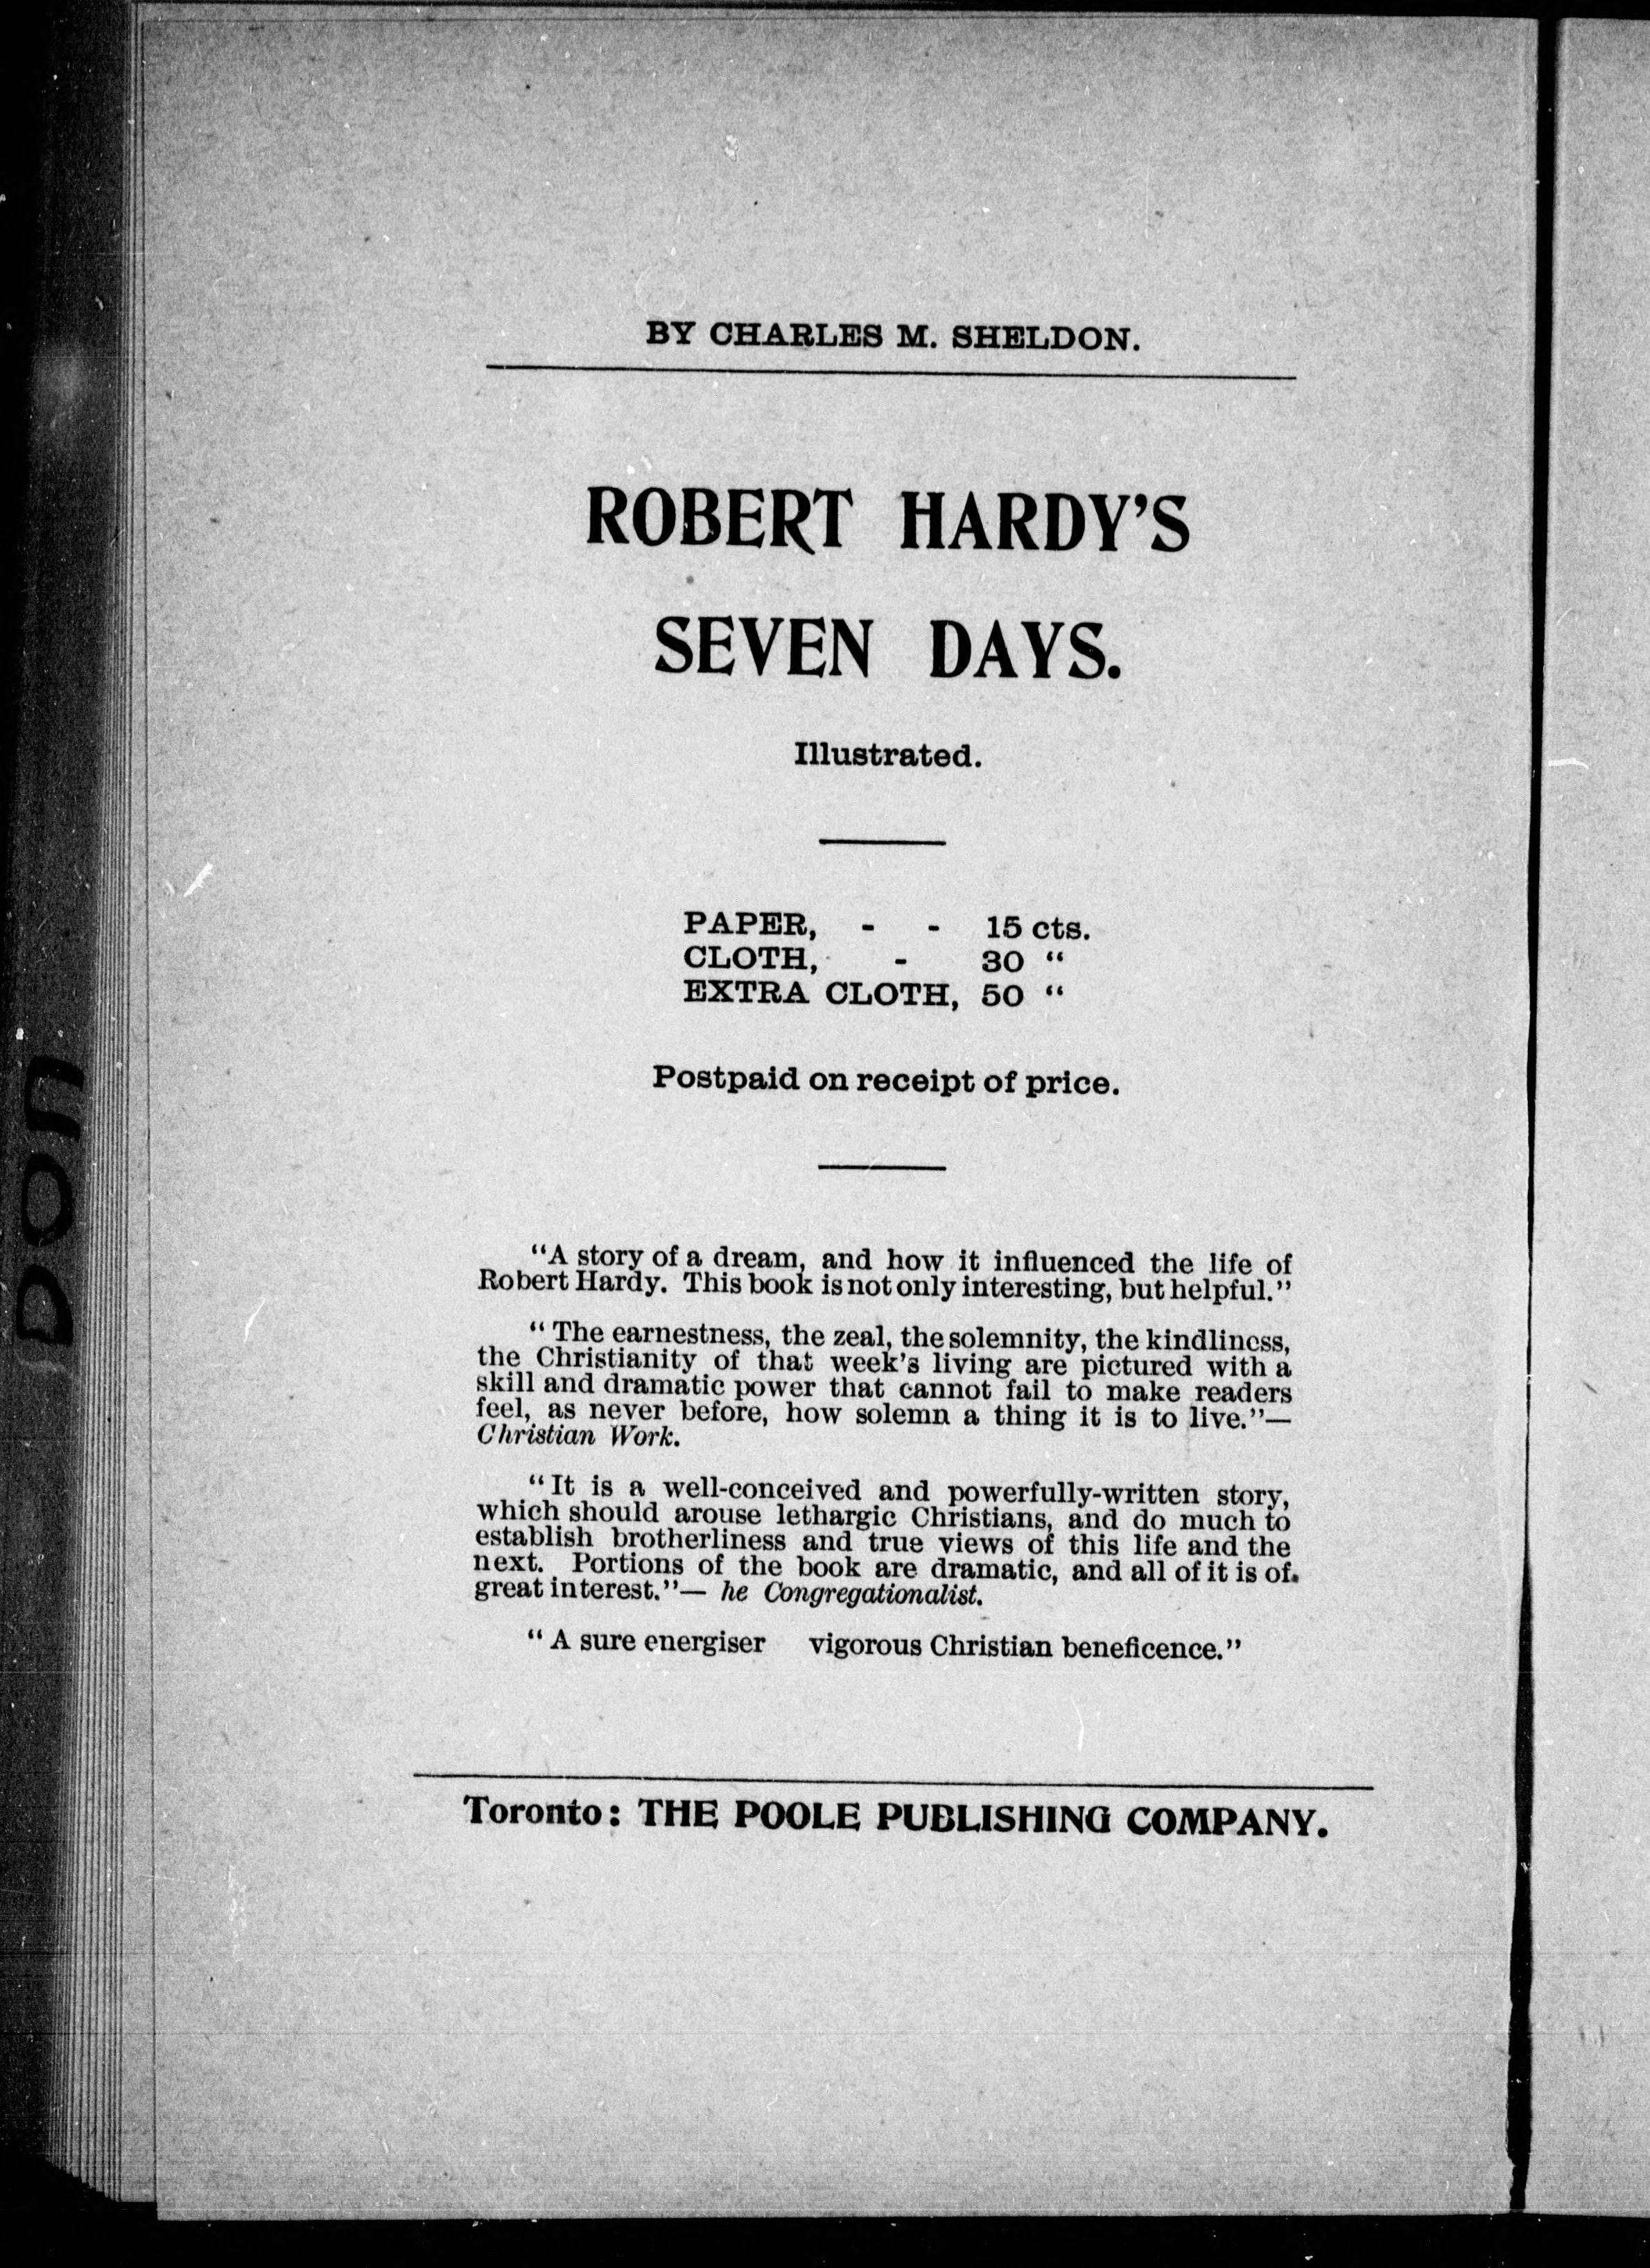 BY CHARLES M. SHELDON.
ROBERT HARDY'S
SEVEN DAYS.
Illustrated.
PAPER, - - 15 cts.
CLOTH, - 30 "
EXTRA CLOTH, 50 "
Postpaid on receipt of price.
"A story of a dream, and how it influenced the life of
Robert Hardy. This book is not only interesting, but helpful."
"The earnestness, the zeal, the solemnity, the kindliness,
the Christianity of that week's living are pictured with a
skill and dramatic power that cannot fail to make readers
feel, as never before, how solemn a thing it is to live."—
Christian Work.
"It is a well-conceived and powerfully-written story,
which should arouse lethargic Christians, and do much to
establish brotherliness and true views of this life and the
next. Portions of the book are dramatic, and all of it is of.
great interest."— he Congregationalist.
"A sure energiser vigorous Christian beneficence."
Toronto: THE POOLE PUBLISHING COMPANY.